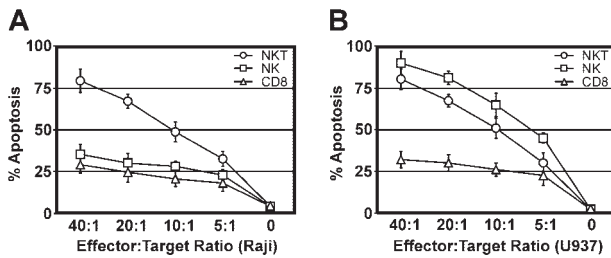 A
% Apoptosis
100
75
50
25
0
NKT
NK
CD8
40:1 20:1 10:1 5:1 0
Effector:Target Ratio (Raji)
B
% Apoptosis
100
75
50
25
0
NKT
NK
CD8
40:1 20:1 10:1 5:1 0
Effector:Target Ratio (U937)